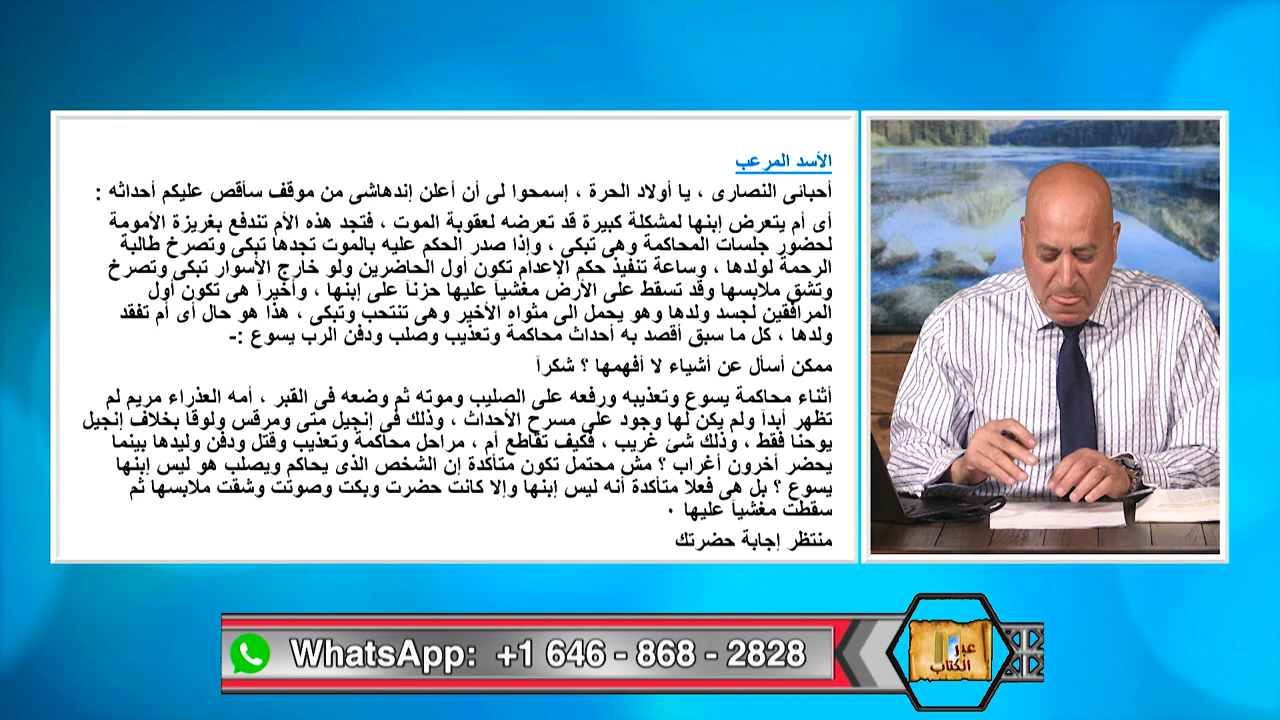 الأسد المرعب
أحبائى النصارى ، يا أولاد الحرة ، إسمحوا لى أن أعلن إندهاشى من موقف سأقص عليكم أحداثه :
أى أم يتعرض إبنها لمشكلة كبيرة قد تعرضه لعقوبة الموت ، فتجد هذه الأم تندفع بغريزة الأمومة
لحضور جلسات المحاكمة وهى تبكى ، وإذا صدر الحكم عليه بالموت تجدها تبكى وتصرخ طالبة
الرحمة لولدها ، وساعة تنفيذ حكم الإعدام تكون أول الحاضرين ولو خارج الأسوار تبكى وتصرخ
وتشق ملابسها وقد تسقط على الأرض مغشياً عليها حزناً على إبنها ، وأخيراً هى تكون أول
المرافقين لجسد ولدها وهو يحمل الى مثواه الأخير وهى تنتحب وتبكى ، هذا هو حال أى أم تفقد
ولدها ، كل ما سبق أقصد به أحداث محاكمة وتعذيب وصلب ودفن الرب يسوع :-
ممكن أسأل عن أشياء لا أفهمها ؟ شكراً
أثناء محاكمة يسوع وتعذيبه ورفعه على الصليب وموته ثم وضعه فى القبر ، أمه العذراء مريم لم
تظهر أبداً ولم يكن لها وجود على مسرح الأحداث ، وذلك فى إنجيل متى ومرقس ولوقا بخلاف إنجيل
يوحنا فقط ، وذلك شئ غريب ، فكيف تقاطع أم ، مراحل محاكمة وتعذيب وقتل ودفن وليدها بينما
يحضر أخرون أغراب ؟ مش محتمل تكون متأكدة إن الشخص الذى يحاكم ويصلب هو ليس إبنها
يسوع ؟ بل هى فعلا متأكدة أنه ليس إبنها وإلا كانت حضرت وبكت وصوتت وشقت ملابسها ثم
سقطت مغشياً عليها ٠
منتظر إجابة حضرتك
WhatsApp: +1 646 - 868 - 2828
عبر
الكتاب